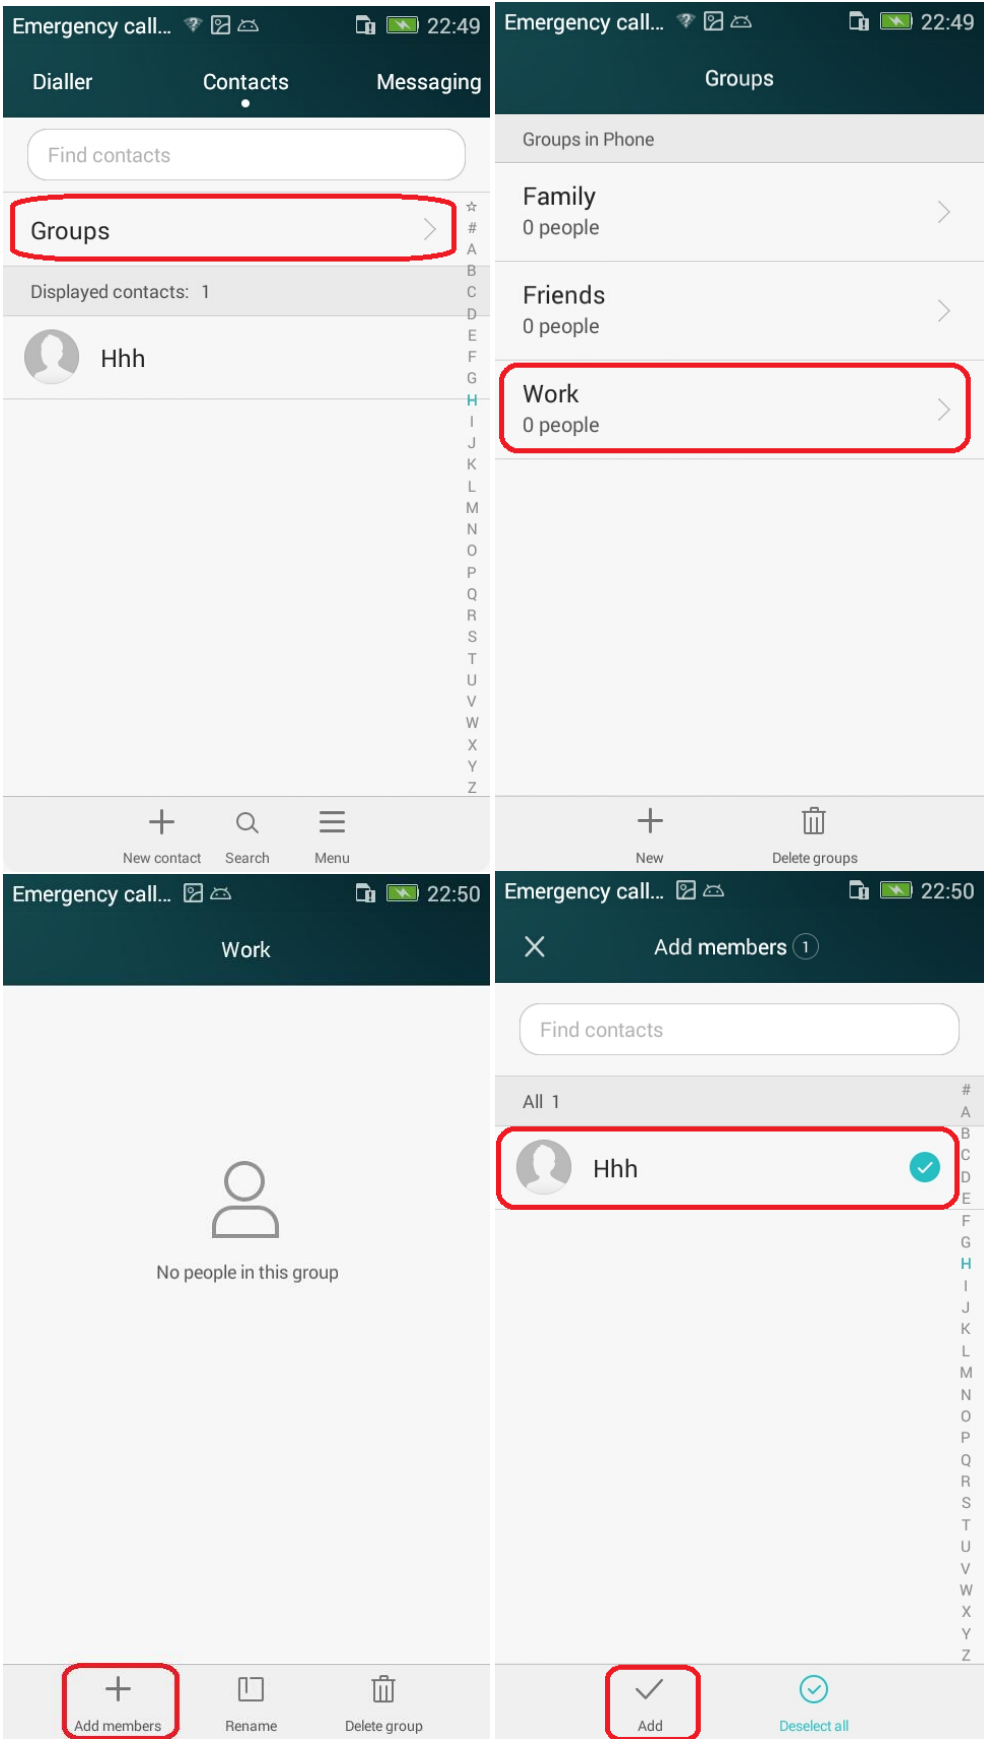 Emergency call... 22:49
Dialler Contacts Messaging
Find contacts
Groups
Displayed contacts: 1
Hhh
☆
#
A
B
C
D
E
F
G
H
I
J
K
L
M
N
O
P
Q
R
S
T
U
V
W
X
Y
Z
New contact Search Menu
Emergency call... 22:49
Groups
Groups in Phone
Family
0 people
Friends
0 people
Work
0 people
New Delete groups
Emergency call... 22:50
Work
No people in this group
Add members Rename Delete group
Emergency call... 22:50
Add members 1
Find contacts
All 1
Hhh
#
A
B
C
D
E
F
G
H
I
J
K
L
M
N
O
P
Q
R
S
T
U
V
W
X
Y
Z
Add Deselect all